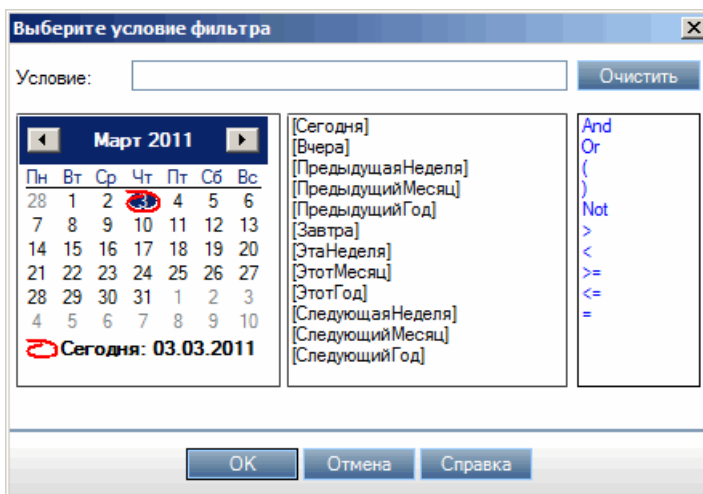 Выберите условие фильтра
Условие:
Очистить
Март 2011
Пн Вт Ср Чт Пт Сб Вс
28 1 2 3 4 5 6
7 8 9 10 11 12 13
14 15 16 17 18 19 20
21 22 23 24 25 26 27
28 29 30 31 1 2 3
4 5 6 7 8 9 10
Сегодня: 03.03.2011
[Сегодня]
[Вчера]
[ПредыдущаяНеделя]
[ПредыдущийМесяц]
[ПредыдущийГод]
[Завтра]
[ЭтаНеделя]
[ЭтотМесяц]
[ЭтотГод]
[СледующаяНеделя]
[СледующийМесяц]
[СледующийГод]
And
Or
(
)
Not
>
<
>=
<=
=
OK
Отмена
Справка